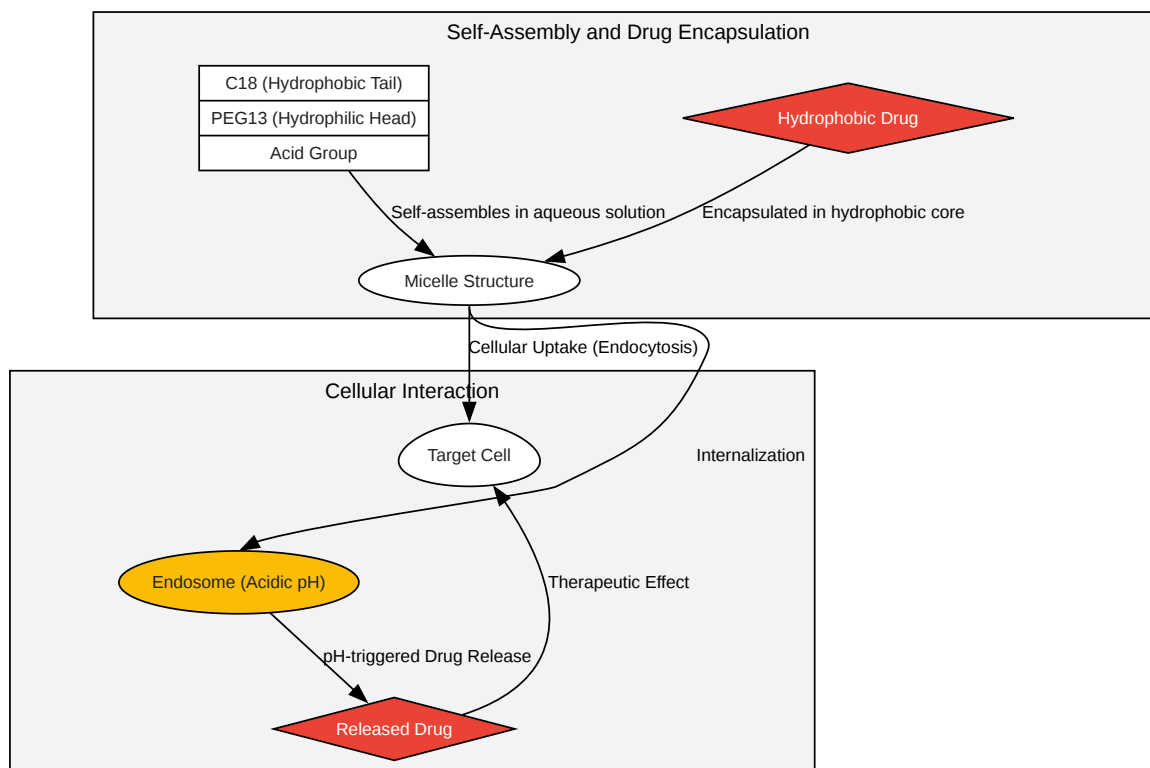 Self-Assembly and Drug Encapsulation
C18 (Hydrophobic Tail)
PEG13 (Hydrophilic Head)
Acid Group
Hydrophobic Drug
Self-assembles in aqueous solution
Encapsulated in hydrophobic core
Micelle Structure
Cellular Uptake (Endocytosis)
Cellular Interaction
Target Cell
Internalization
Endosome (Acidic pH)
Therapeutic Effect
pH-triggered Drug Release
Released Drug